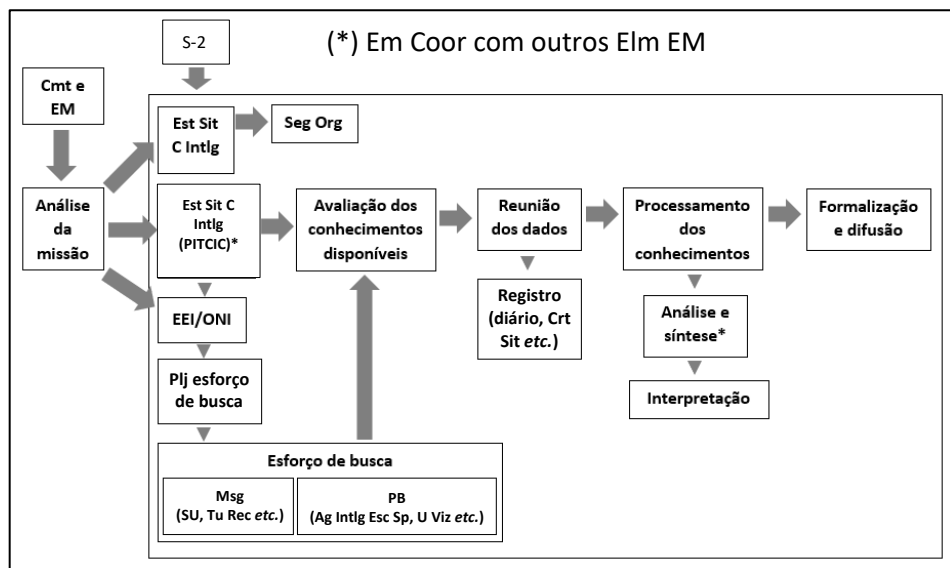 (*) Em Coor com outros Elm EM
S-2
Cmt e
EM
Est Sit
C Intlg
Seg Org
Análise
da
missão
Est Sit C
Intlg
(PITCIC)*
Avaliação dos
conhecimentos
disponíveis
Reunião
dos dados
Processamento
dos
conhecimentos
Formalização
e difusão
EEI/ONI
Registro
(diário, Crt
Sit etc.)
Análise e
síntese*
Plj esforço
de busca
Interpretação
Esforço de busca
Msg
(SU, Tu Rec etc.)
PB
(Ag Intlg Esc Sp, U Viz etc.)